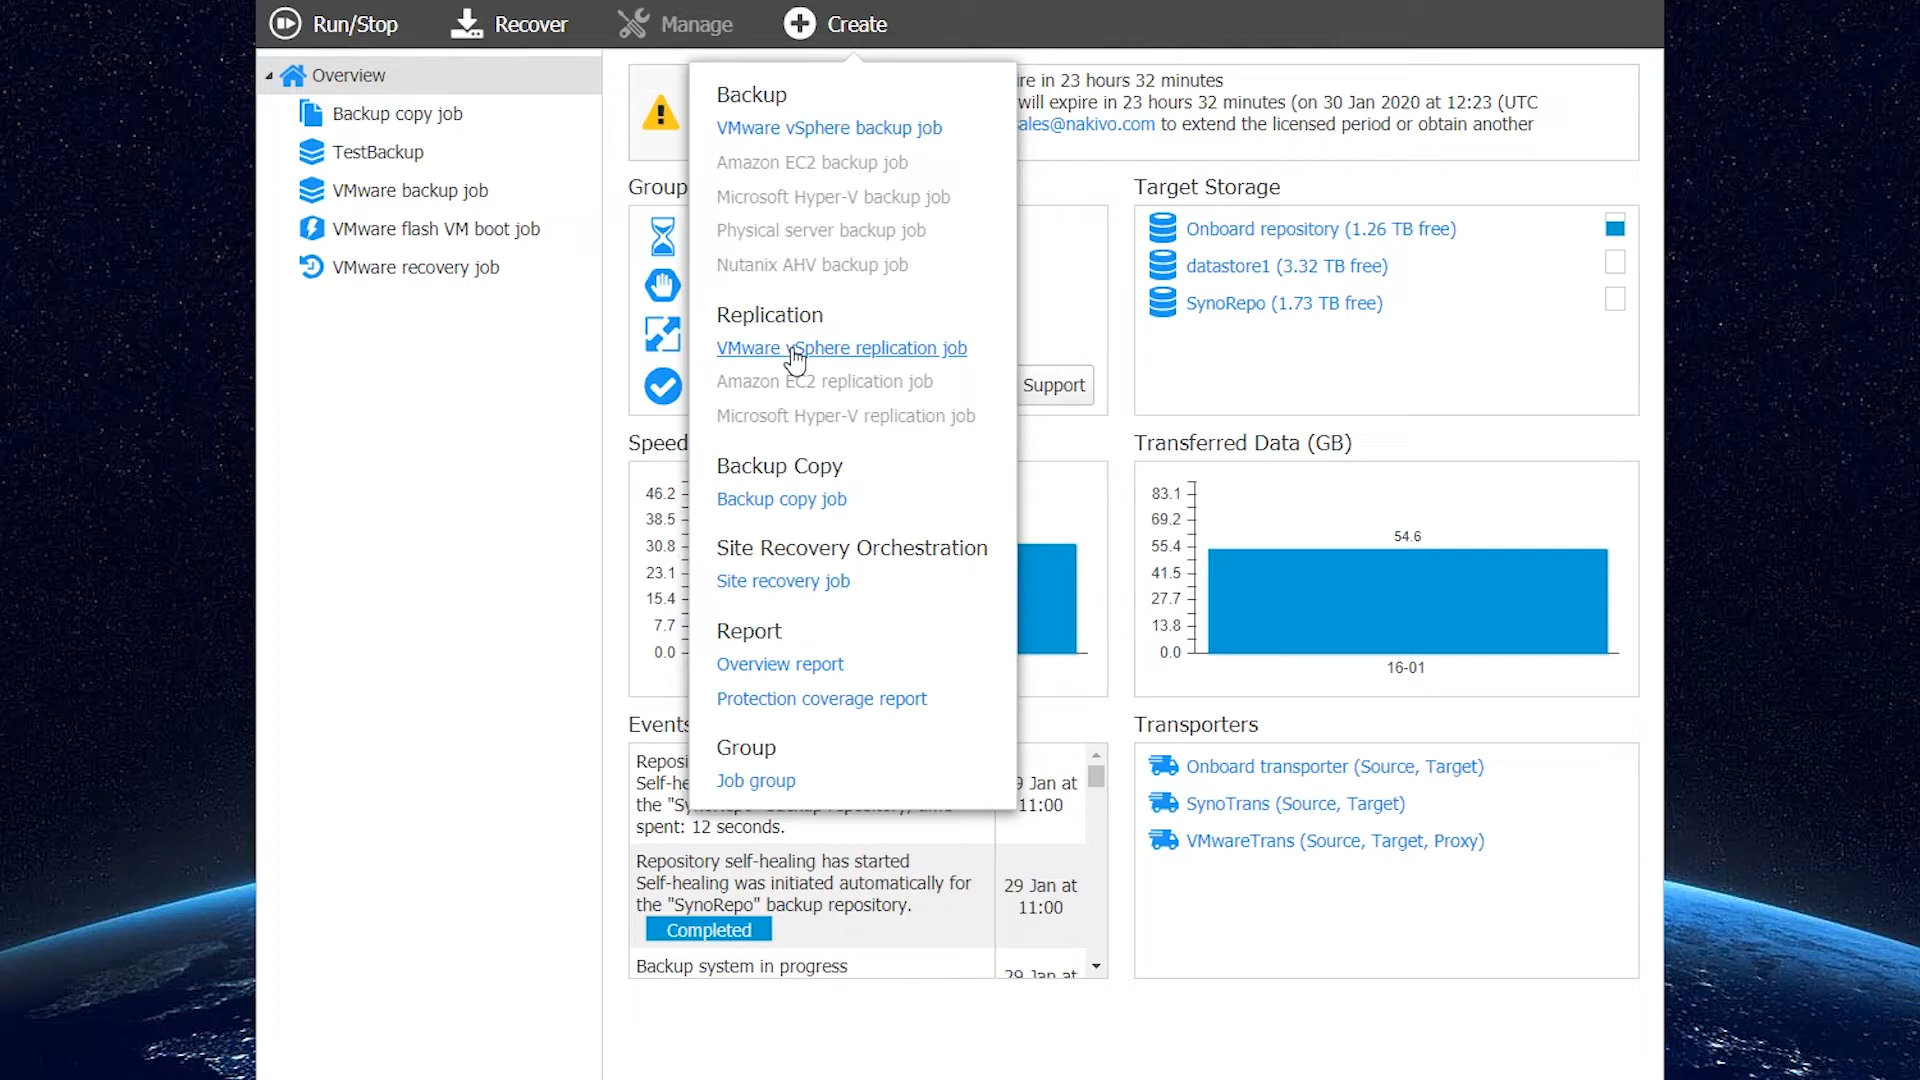 Run/Stop
Recover
Manage
Create
Overview
Backup copy job
TestBackup
VMware backup job
VMware flash VM boot job
VMware recovery job
Backup
VMware vSphere backup job
Amazon EC2 backup job
Microsoft Hyper-V backup job
Physical server backup job
Nutanix AHV backup job
Replication
VMware vSphere replication job
Amazon EC2 replication job
Microsoft Hyper-V replication job
Backup Copy
Backup copy job
Site Recovery Orchestration
Site recovery job
Report
Overview report
Protection coverage report
Group
Job group
ire in 23 hours 32 minutes
will expire in 23 hours 32 minutes (on 30 Jan 2020 at 12:23 (UTC
ales@nakivo.com to extend the licensed period or obtain another
Group
Support
Target Storage
Onboard repository (1.26 TB free)
datastore1 (3.32 TB free)
SynoRepo (1.73 TB free)
Speed
46.2
38.5
30.8
23.1
15.4
7.7
0.0
Transferred Data (GB)
83.1
69.2
55.4
41.5
27.7
13.8
0.0
54.6
16-01
Events
Reposi
Self-he
the "Sy
spent: 12 seconds.
9 Jan at
11:00
Repository self-healing has started
Self-healing was initiated automatically for
the "SynoRepo" backup repository.
Completed
29 Jan at
11:00
Backup system in progress
29 Jan at
Transporters
Onboard transporter (Source, Target)
SynoTrans (Source, Target)
VMwareTrans (Source, Target, Proxy)